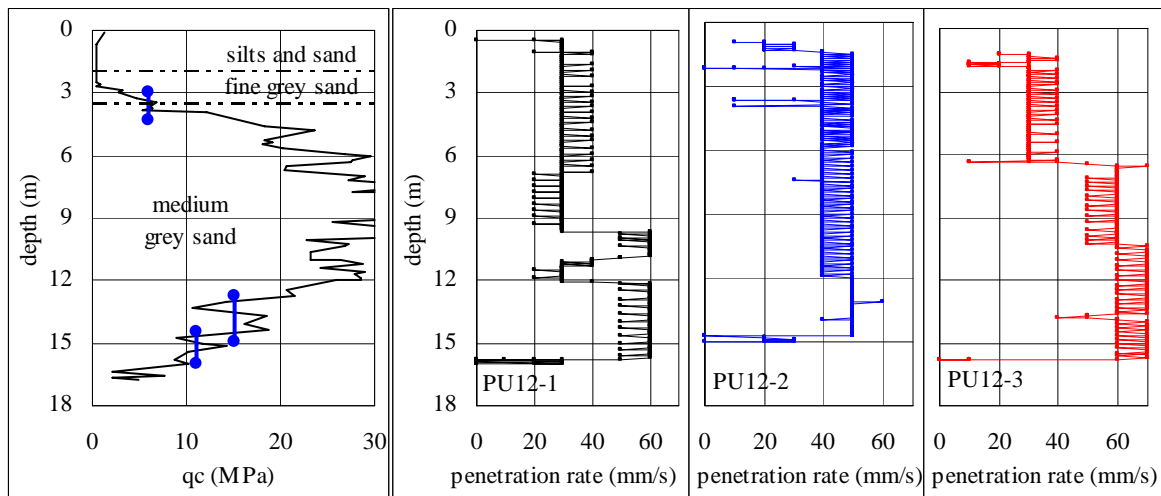 0
3
6
9
12
15
18
depth (m)
silts and sand
fine grey sand
medium
grey sand
0 10 20 30
qc (MPa)
0
3
6
9
12
15
18
depth (m)
PU12-1
0 20 40 60
penetration rate (mm/s)
PU12-2
0 20 40 60
penetration rate (mm/s)
PU12-3
0 20 40 60
penetration rate (mm/s)